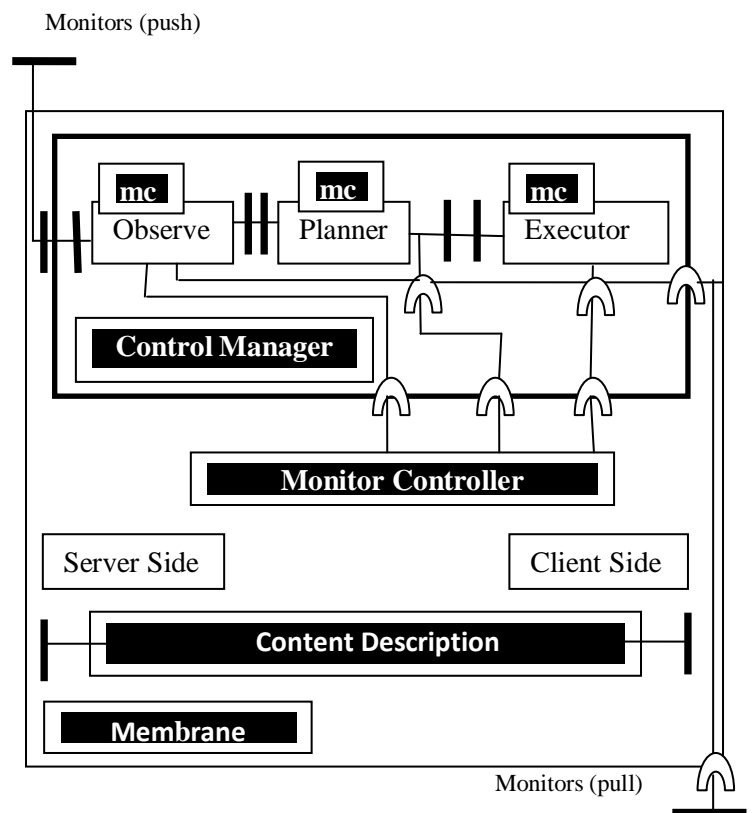 Monitors (push)
mc
mc
mc
Observe
Planner
Executor
Control Manager
Monitor Controller
Server Side
Client Side
Content Description
Membrane
Monitors (pull)